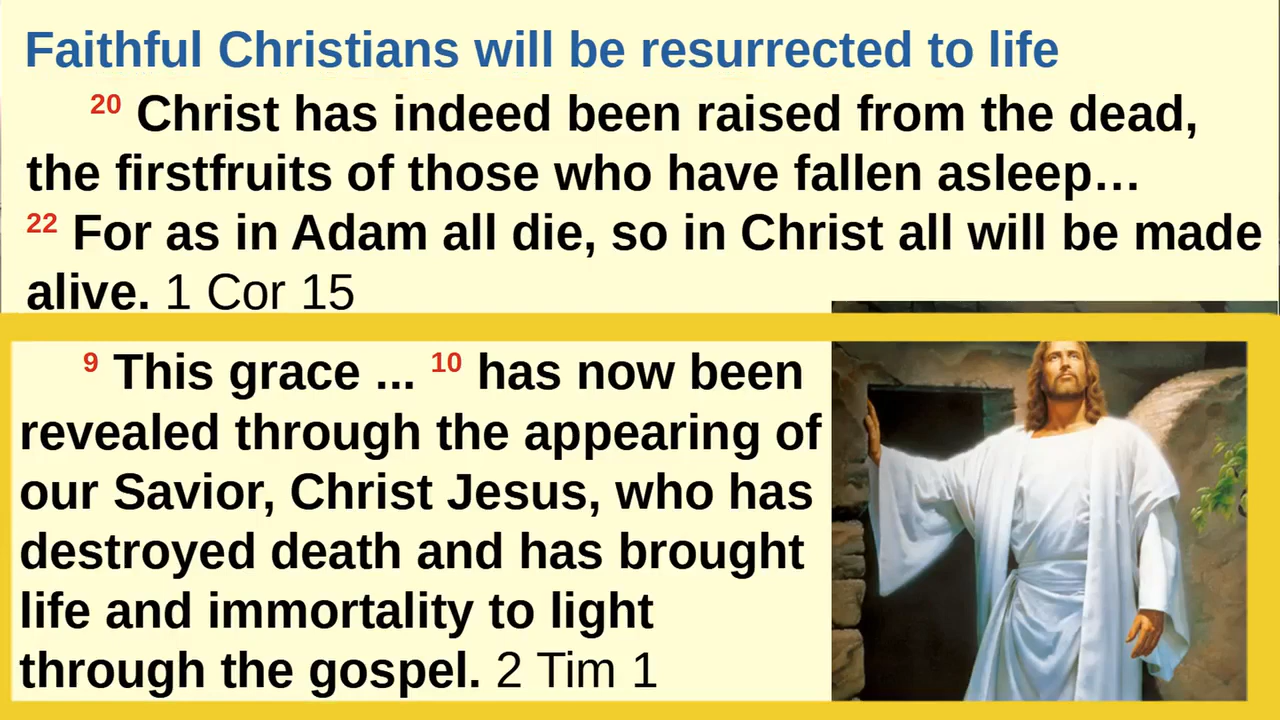 Faithful Christians will be resurrected to life
20 Christ has indeed been raised from the dead,
the firstfruits of those who have fallen asleep…
22 For as in Adam all die, so in Christ all will be made
alive. 1 Cor 15
9 This grace ... 10 has now been
revealed through the appearing of
our Savior, Christ Jesus, who has
destroyed death and has brought
life and immortality to light
through the gospel. 2 Tim 1